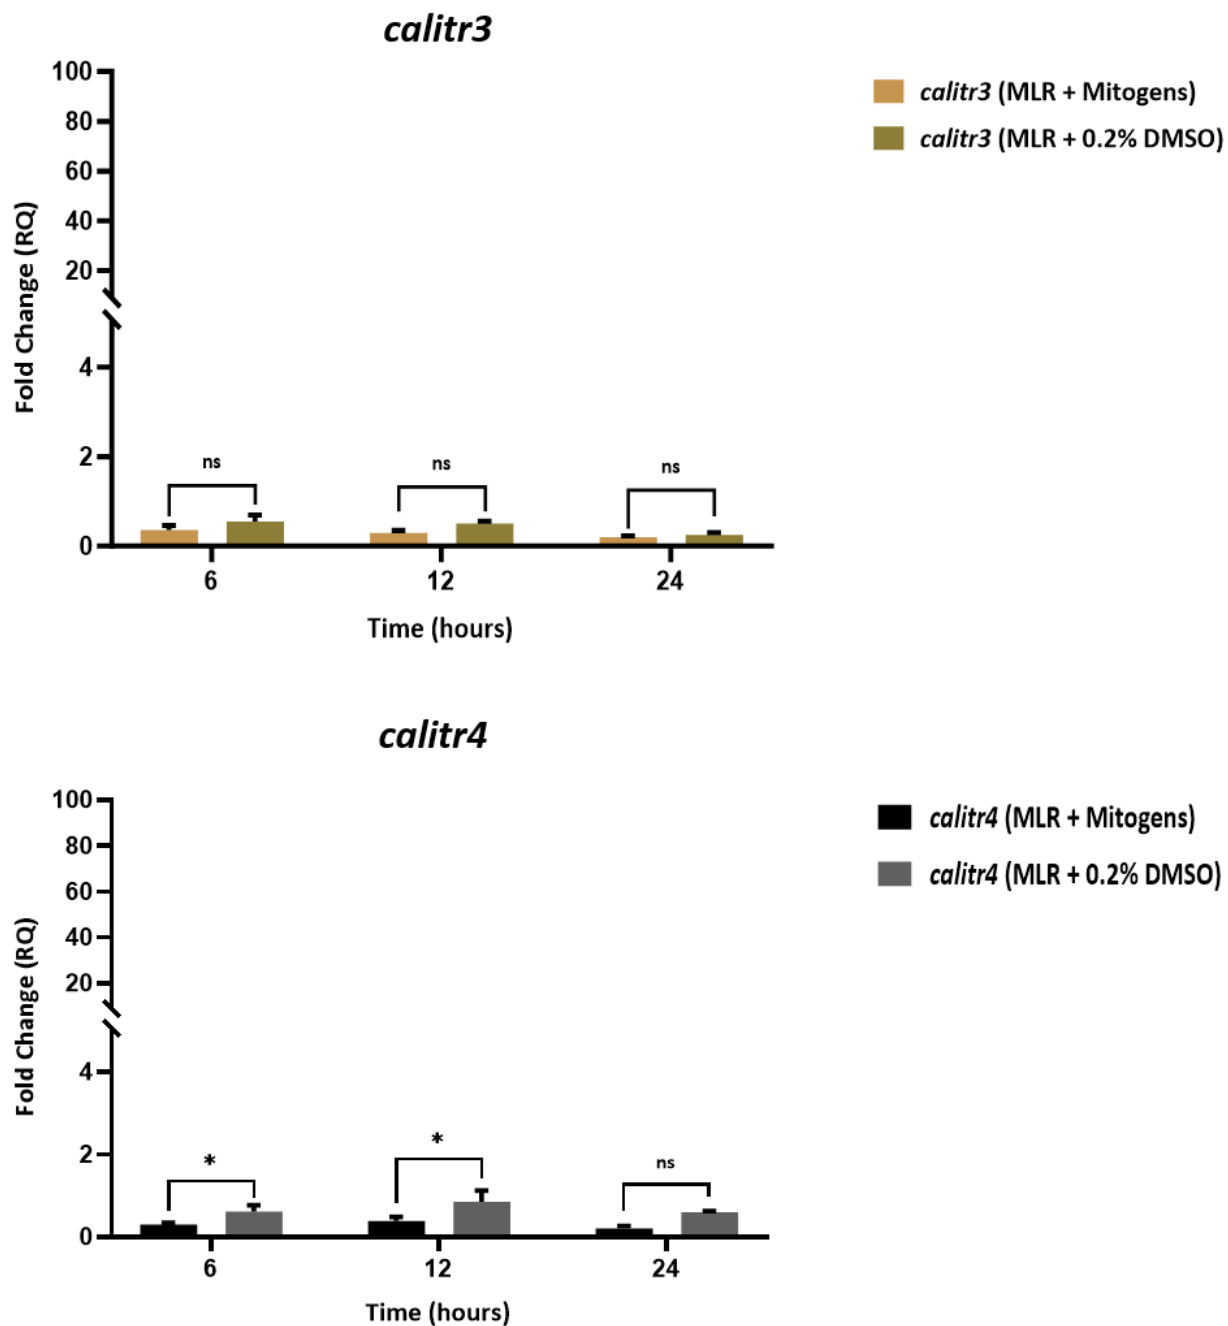 calitr3
100
80
60
40
20
4
2
0
Fold Change (RQ)
ns
ns
ns
6
12
24
Time (hours)
calitr3 (MLR + Mitogens)
calitr3 (MLR + 0.2% DMSO)
calitr4
100
80
60
40
20
4
2
0
Fold Change (RQ)
*
*
ns
6
12
24
Time (hours)
calitr4 (MLR + Mitogens)
calitr4 (MLR + 0.2% DMSO)